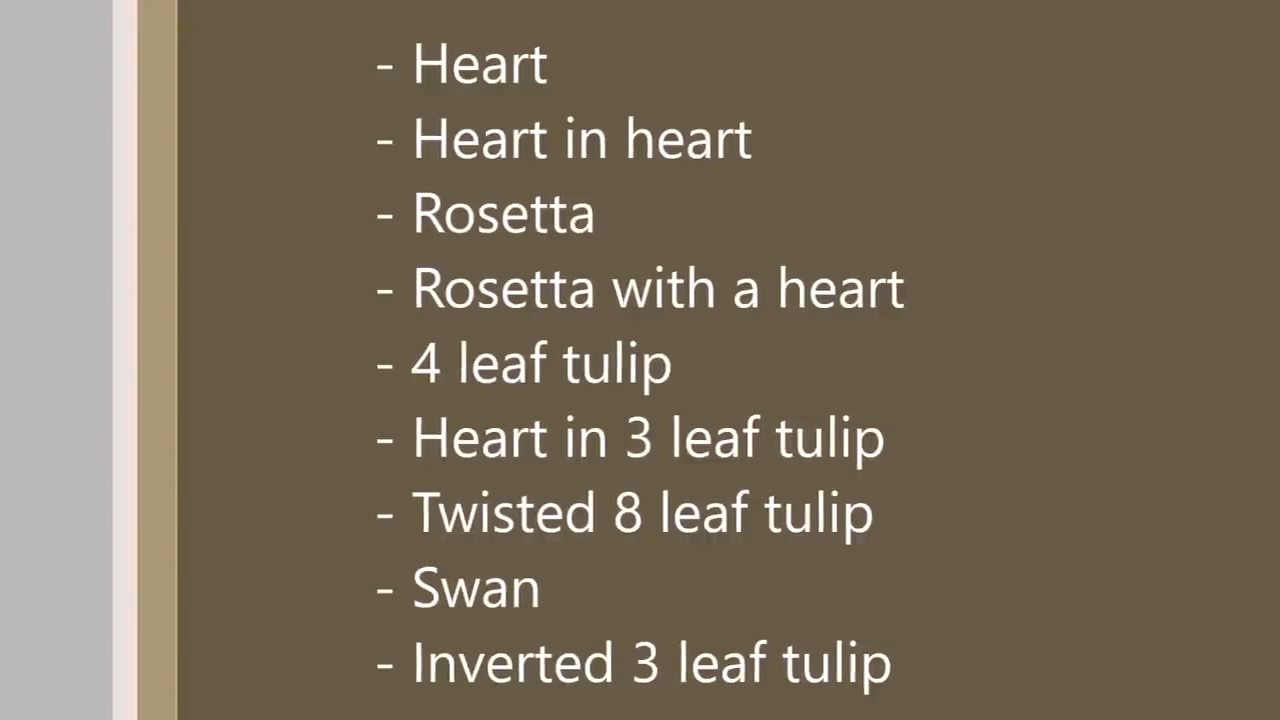 - Heart
- Heart in heart
- Rosetta
- Rosetta with a heart
- 4 leaf tulip
- Heart in 3 leaf tulip
- Twisted 8 leaf tulip
- Swan
- Inverted 3 leaf tulip